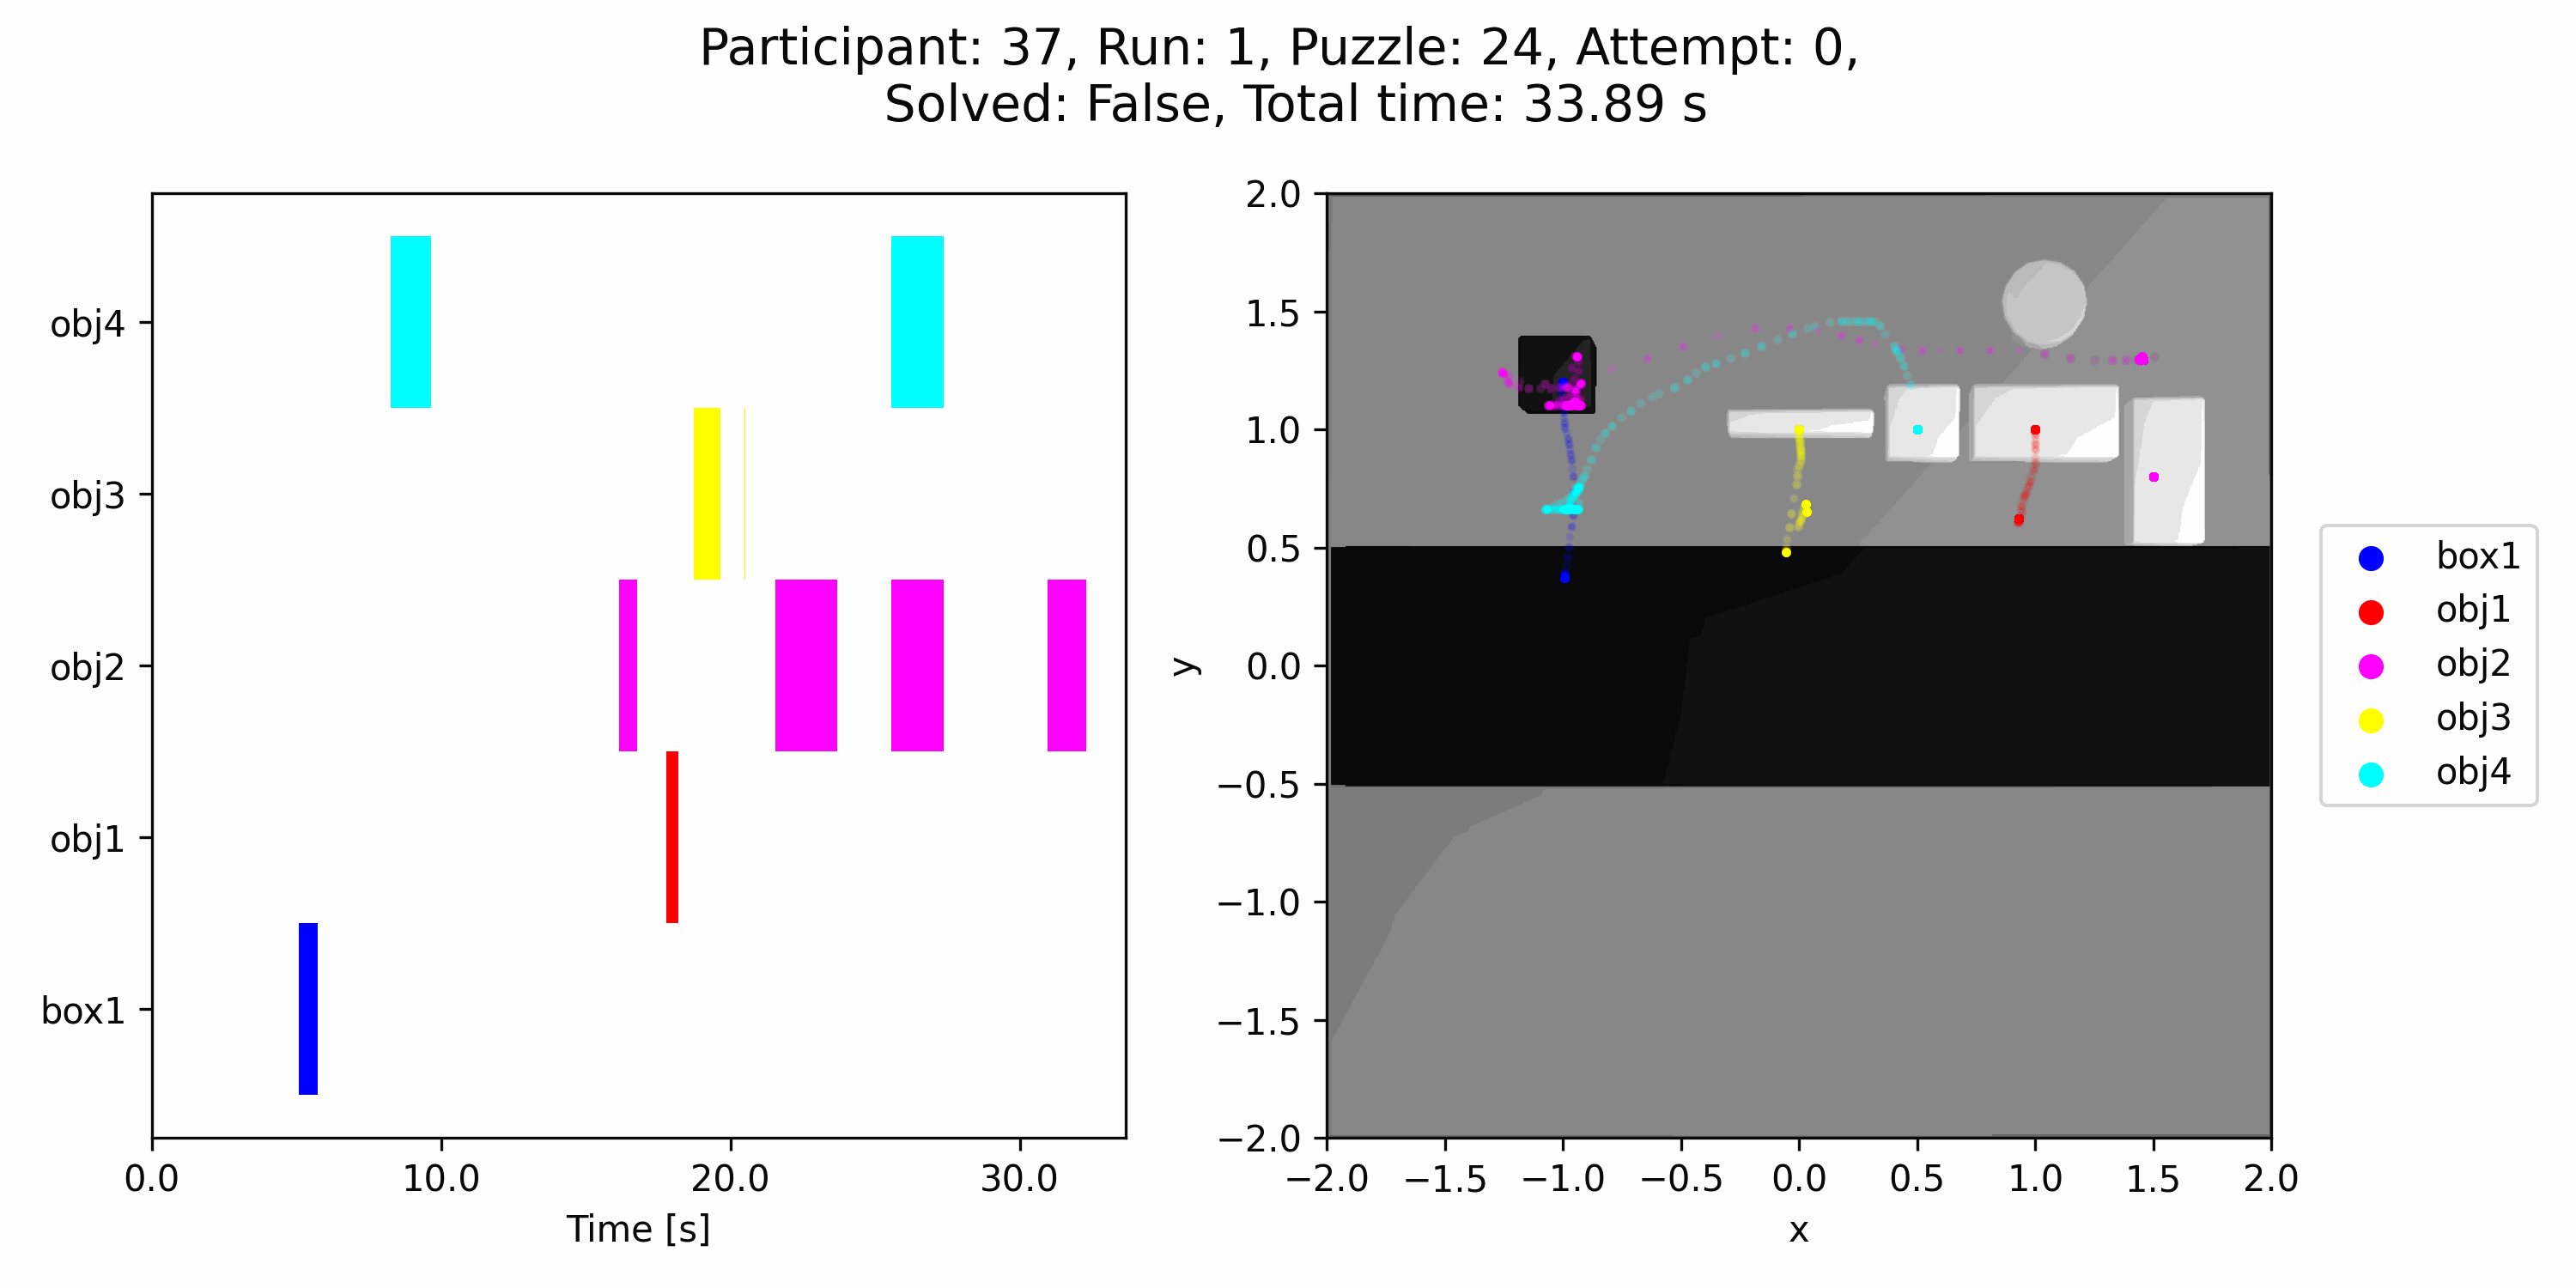 Participant: 37, Run: 1, Puzzle: 24, Attempt: 0,
Solved: False, Total time: 33.89 s
obj4
obj3
obj2
obj1
box1
0.0 10.0 20.0 30.0
Time [s]
2.0
1.5
1.0
0.5
0.0
−0.5
−1.0
−1.5
−2.0
y
−2.0 −1.5 −1.0 −0.5 0.0 0.5 1.0 1.5 2.0
x
box1
obj1
obj2
obj3
obj4